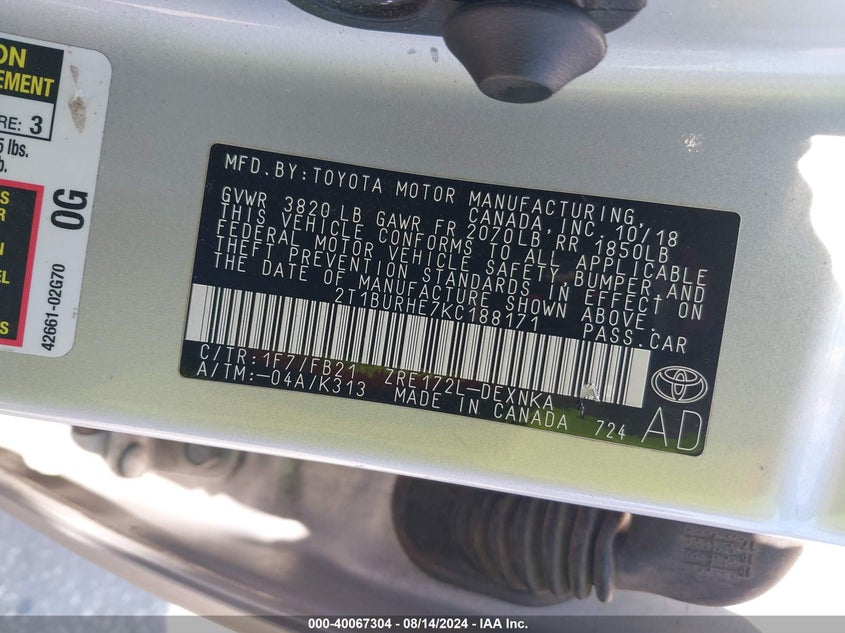 ON
EMENT
RE: 3
5 lbs.
b.
S
R
N
EL
S
OG
42661-02G70
MFD.BY:TOYOTA MOTOR MANUFACTURING,
CANADA, INC. 10/18
GVWR 3820 LB GAWR FR 2070LB RR 1850LB
THIS VEHICLE CONFORMS TO ALL APPLICABLE
FEDERAL MOTOR VEHICLE SAFETY,BUMPER,AND
THEFT PREVENTION STANDARDS IN EFFECT ON
THE DATE OF MANUFACTURE SHOWN ABOVE.
2T1BURHE7KC188171 PASS.CAR
C/TR:1F7/FB21 ZRE172L-DEXNKA
A/TM:-04A/K313 MADE IN CANADA 724
AD
000-40067304 - 08/14/2024 - IAA Inc.